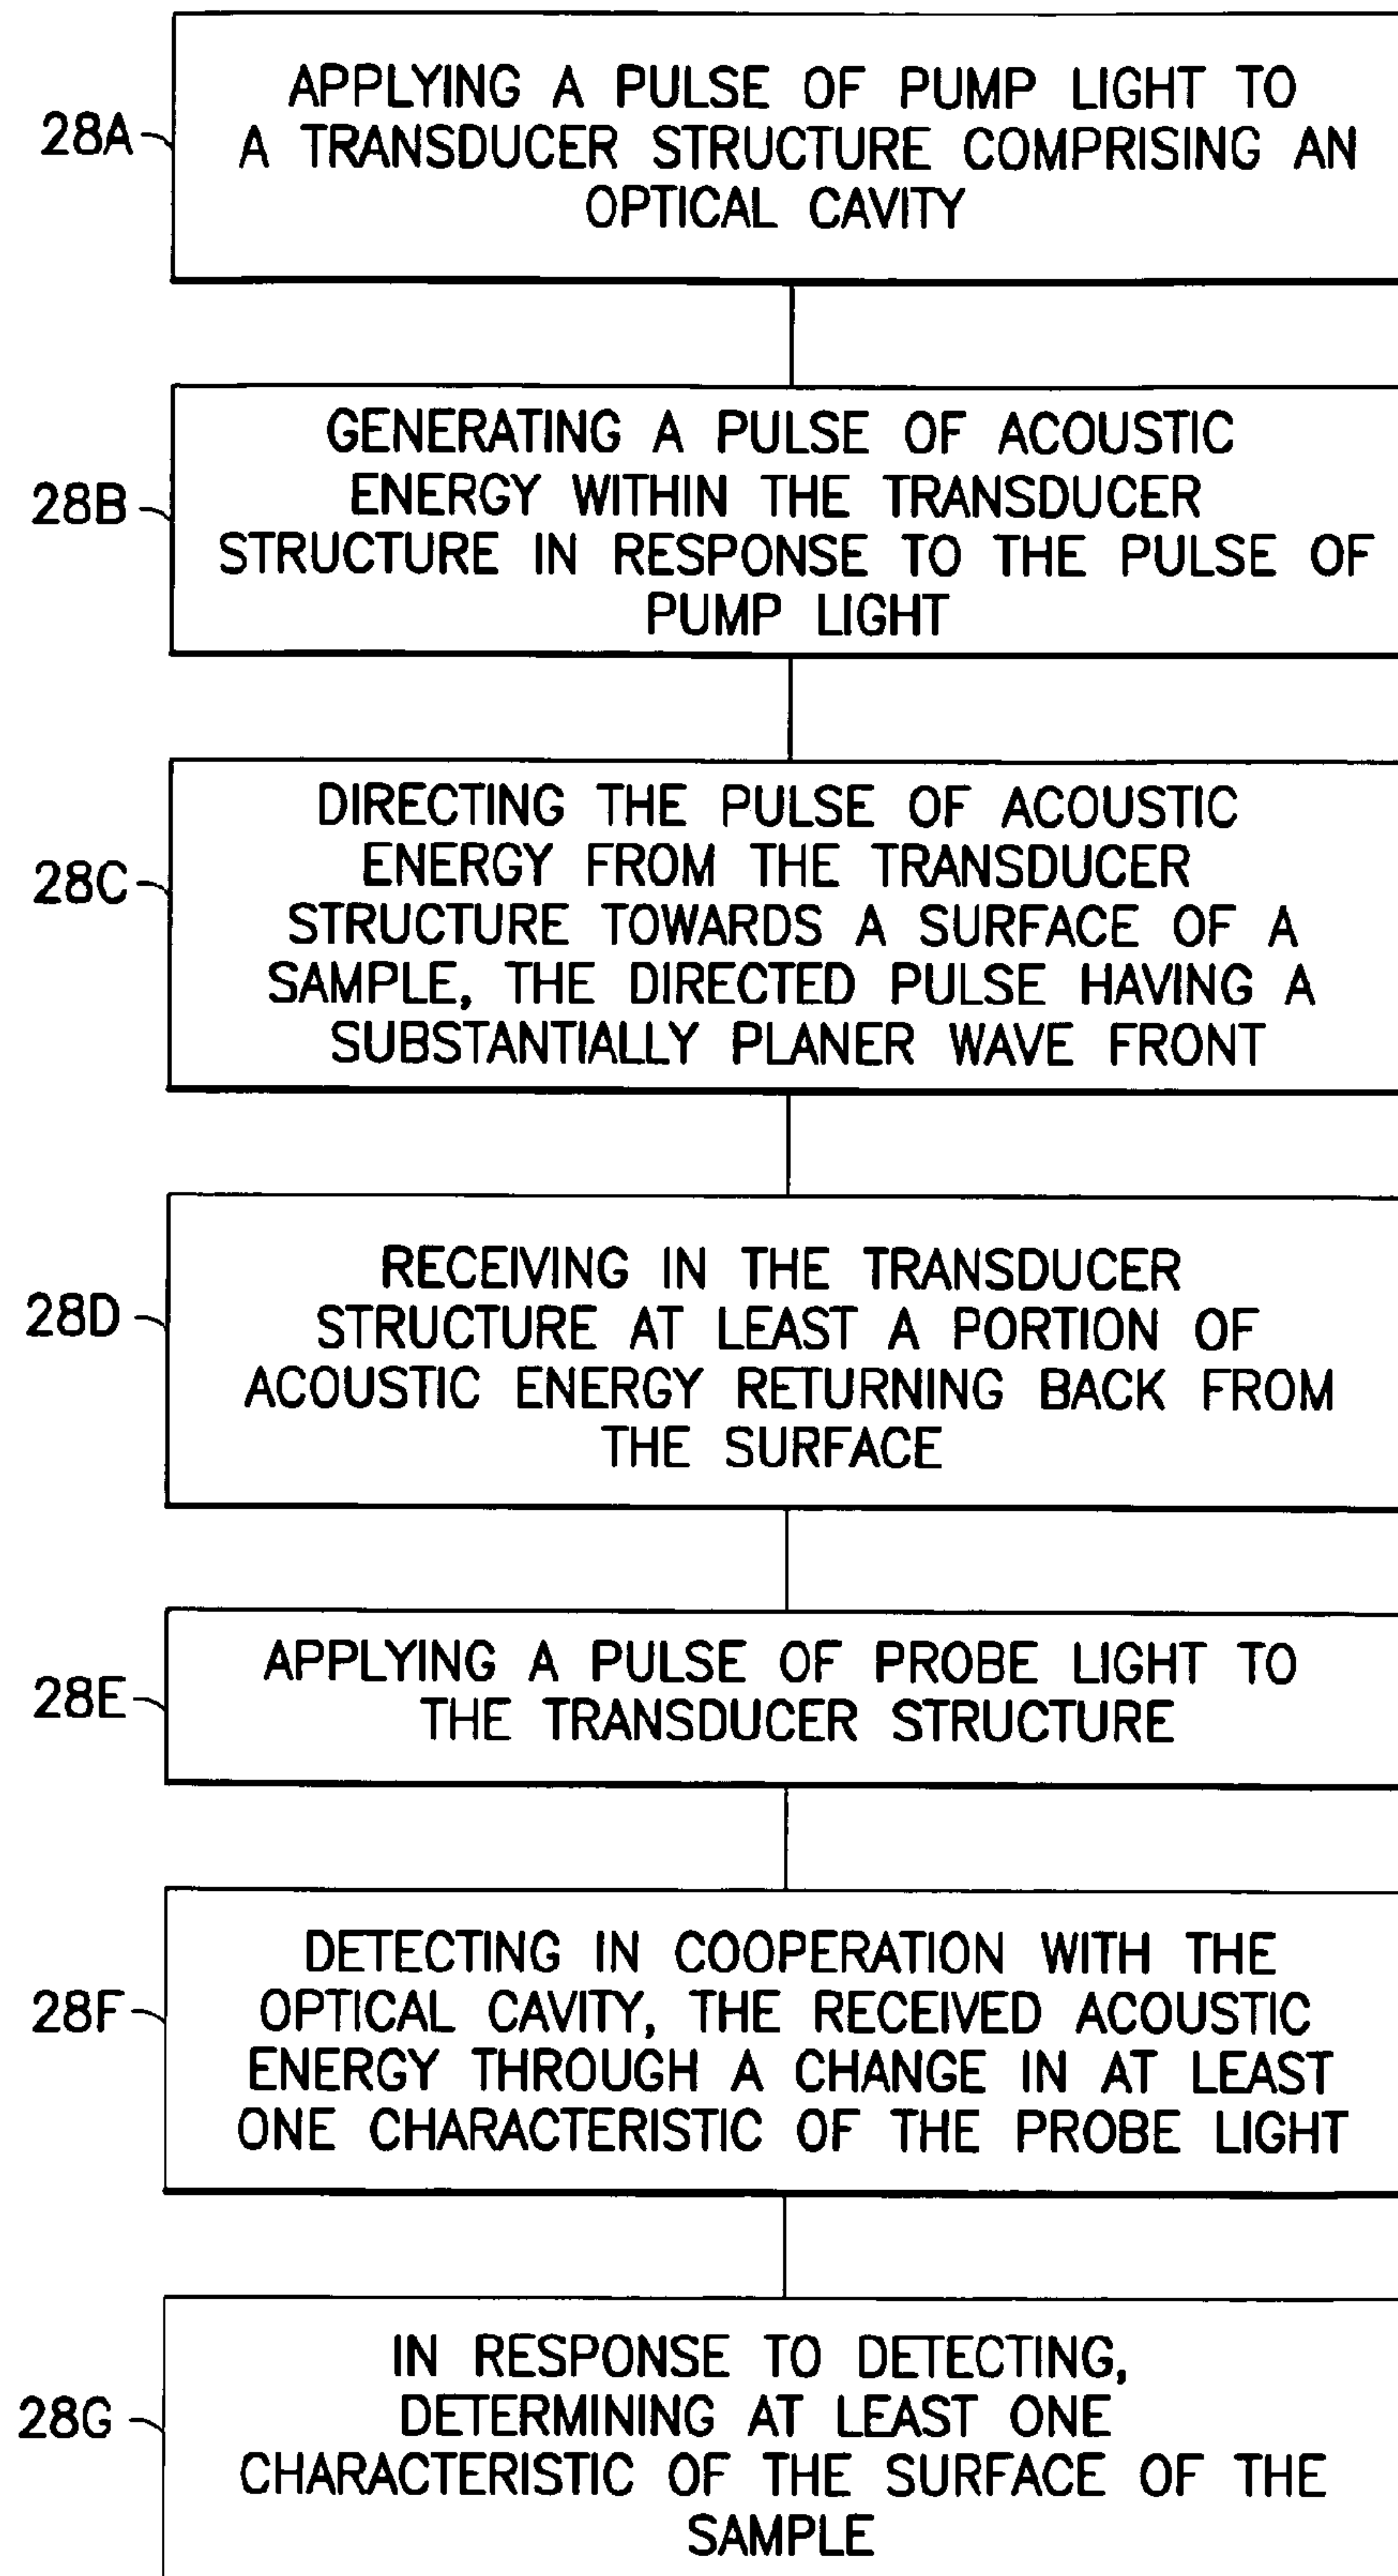 APPLYING A PULSE OF PUMP LIGHT TO
28A
A TRANSDUCER STRUCTURE COMPRISING AN
OPTICAL CAVITY
GENERATING A PULSE OF ACOUSTIC
28B
ENERGY WITHIN THE TRANSDUCER
STRUCTURE IN RESPONSE TO THE PULSE OF
PUMP LIGHT
DIRECTING THE PULSE OF ACOUSTIC
ENERGY FROM THE TRANSDUCER
28C
STRUCTURE TOWARDS A SURFACE OF A
SAMPLE, THE DIRECTED PULSE HAVING A
SUBSTANTIALLY PLANER WAVE FRONT
RECEIVING IN THE TRANSDUCER
28D
STRUCTURE AT LEAST A PORTION OF
ACOUSTIC ENERGY RETURNING BACK FROM
THE SURFACE
APPLYING A PULSE OF PROBE LIGHT TO
28E
THE TRANSDUCER STRUCTURE
DETECTING IN COOPERATION WITH THE
28F
OPTICAL CAVITY, THE RECEIVED ACOUSTIC
ENERGY THROUGH A CHANGE IN AT LEAST
ONE CHARACTERISTIC OF THE PROBE LIGHT
IN RESPONSE TO DETECTING,
28G
DETERMINING AT LEAST ONE
CHARACTERISTIC OF THE SURFACE OF THE
SAMPLE